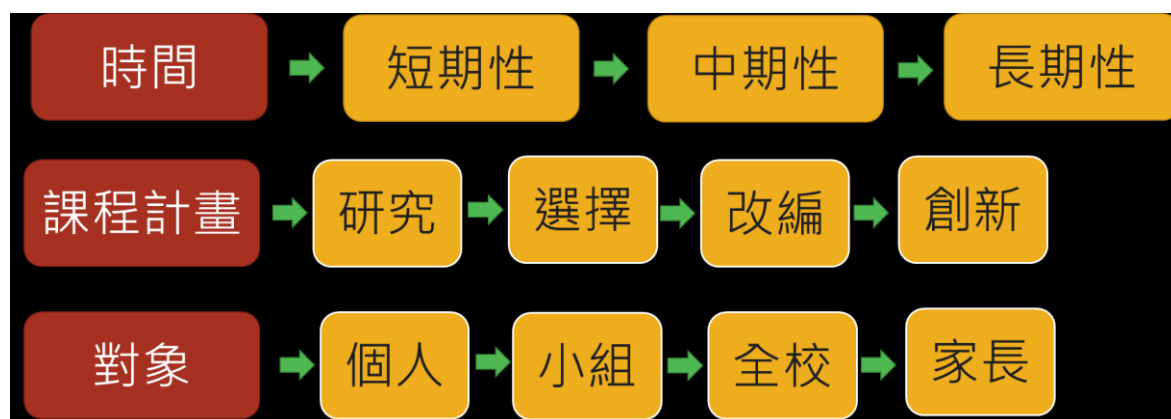 時間 短期性 中期性 長期性
課程計畫 研究 選擇 改編 創新
對象 個人 小組 全校 家長